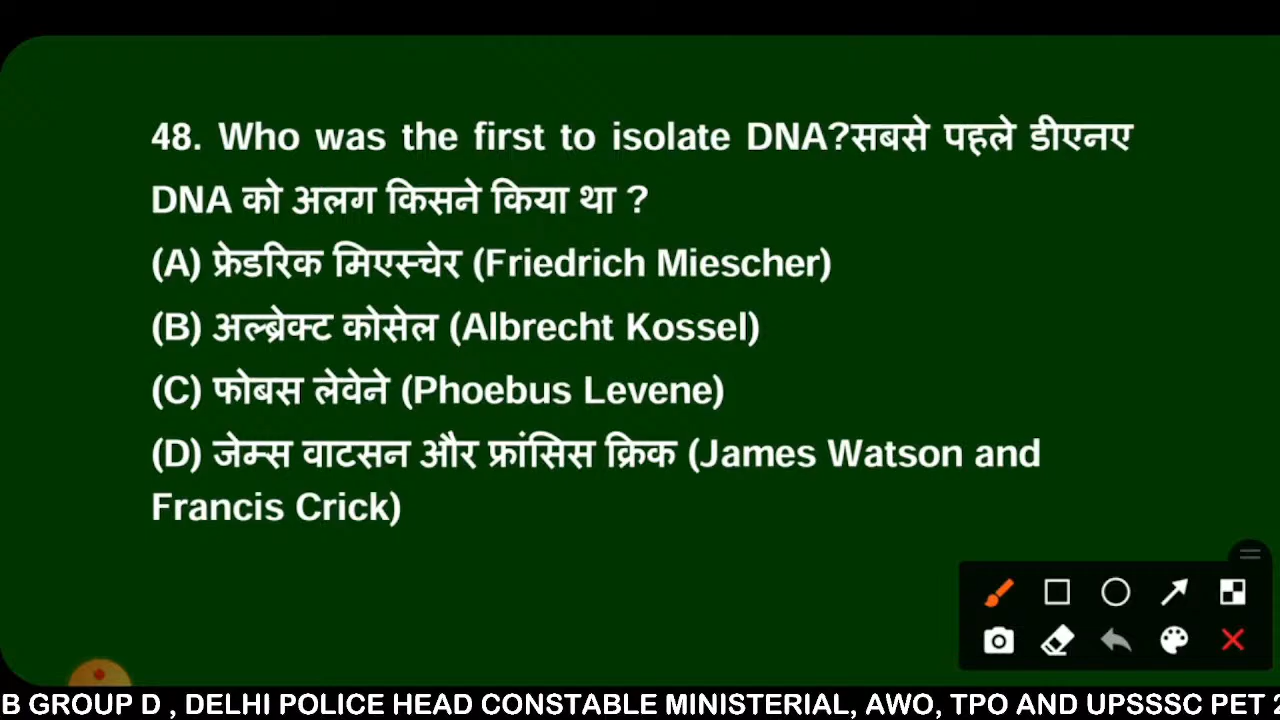 48. Who was the first to isolate DNA?सबसे पहले डीएनए
DNA को अलग किसने किया था ?
(A) फ्रेडरिक मिएस्चेर (Friedrich Miescher)
(B) अल्ब्रेक्ट कोसेल (Albrecht Kossel)
(C) फोबस लेवेने (Phoebus Levene)
(D) जेम्स वाटसन और फ्रांसिस क्रिक (James Watson and
Francis Crick)
B GROUP D , DELHI POLICE HEAD CONSTABLE MINISTERIAL, AWO, TPO AND UPSSSC PET